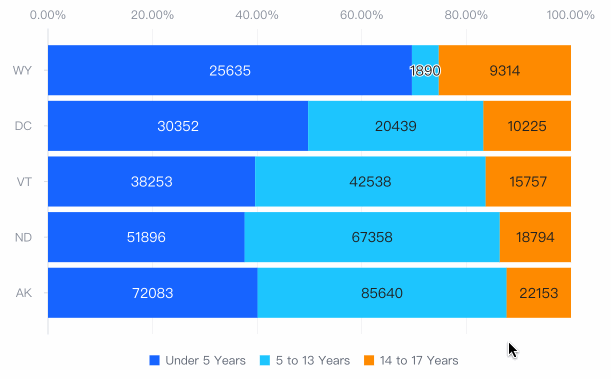 0.00% 20.00% 40.00% 60.00% 80.00% 100.00%
WY 25635 1890 9314
DC 30352 20439 10225
VT 38253 42538 15757
ND 51896 67358 18794
AK 72083 85640 22153
Under 5 Years 5 to 13 Years 14 to 17 Years